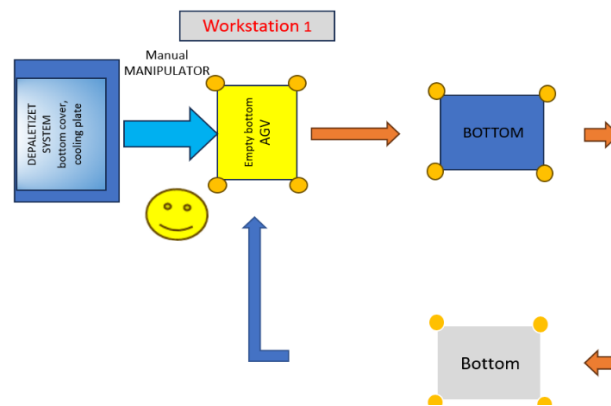 Workstation 1
Manual
MANIPULATOR
DEPALETIZET
SYSTEM
bottom cover,
cooling plate
Empty bottom
AGV
BOTTOM
Bottom